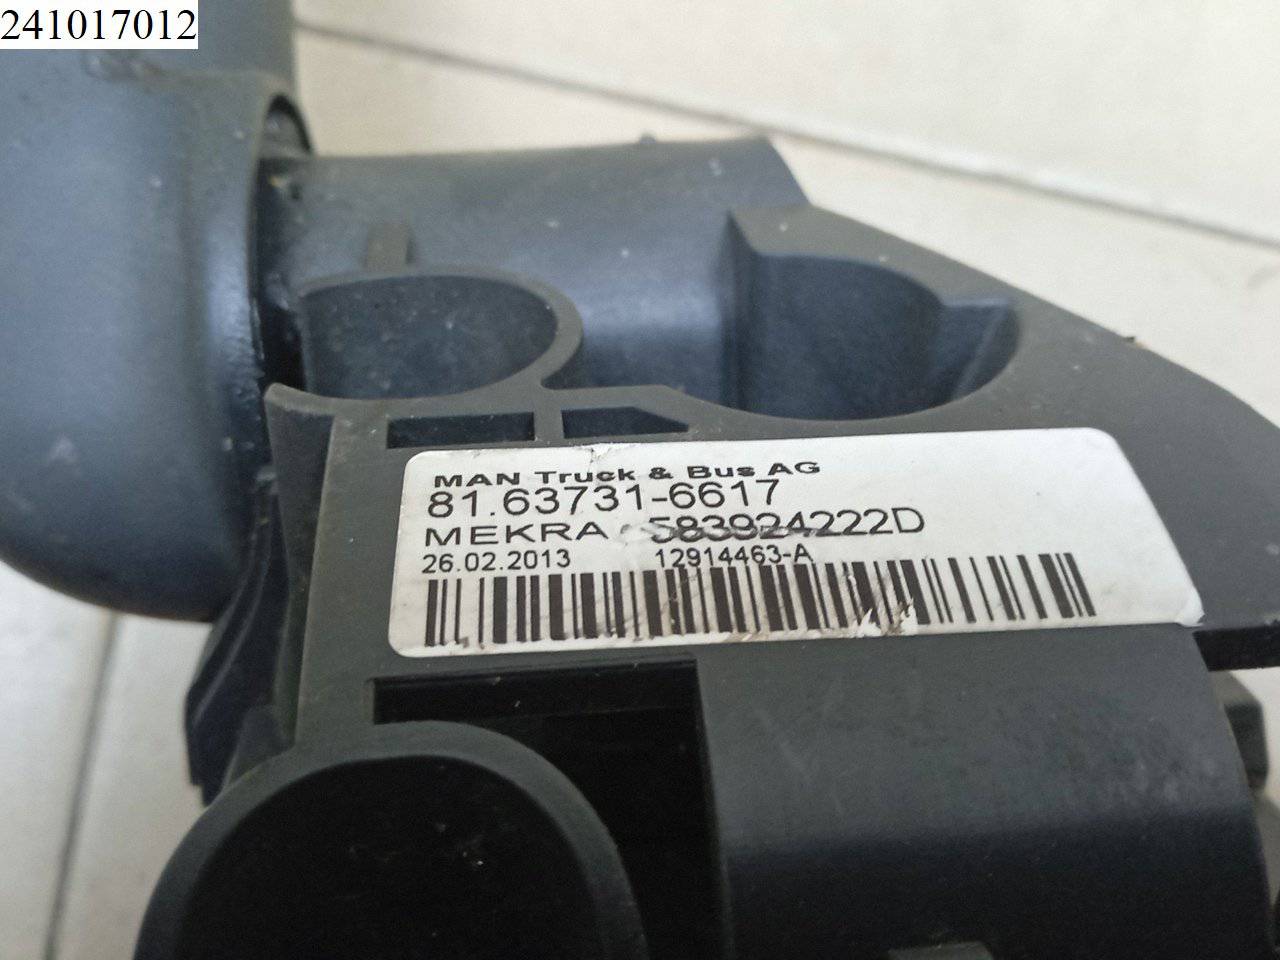 241017012
MAN Truck & Bus AG
81.63731-6617
MEKRA 583924222D
26.02.2013 12914463-A